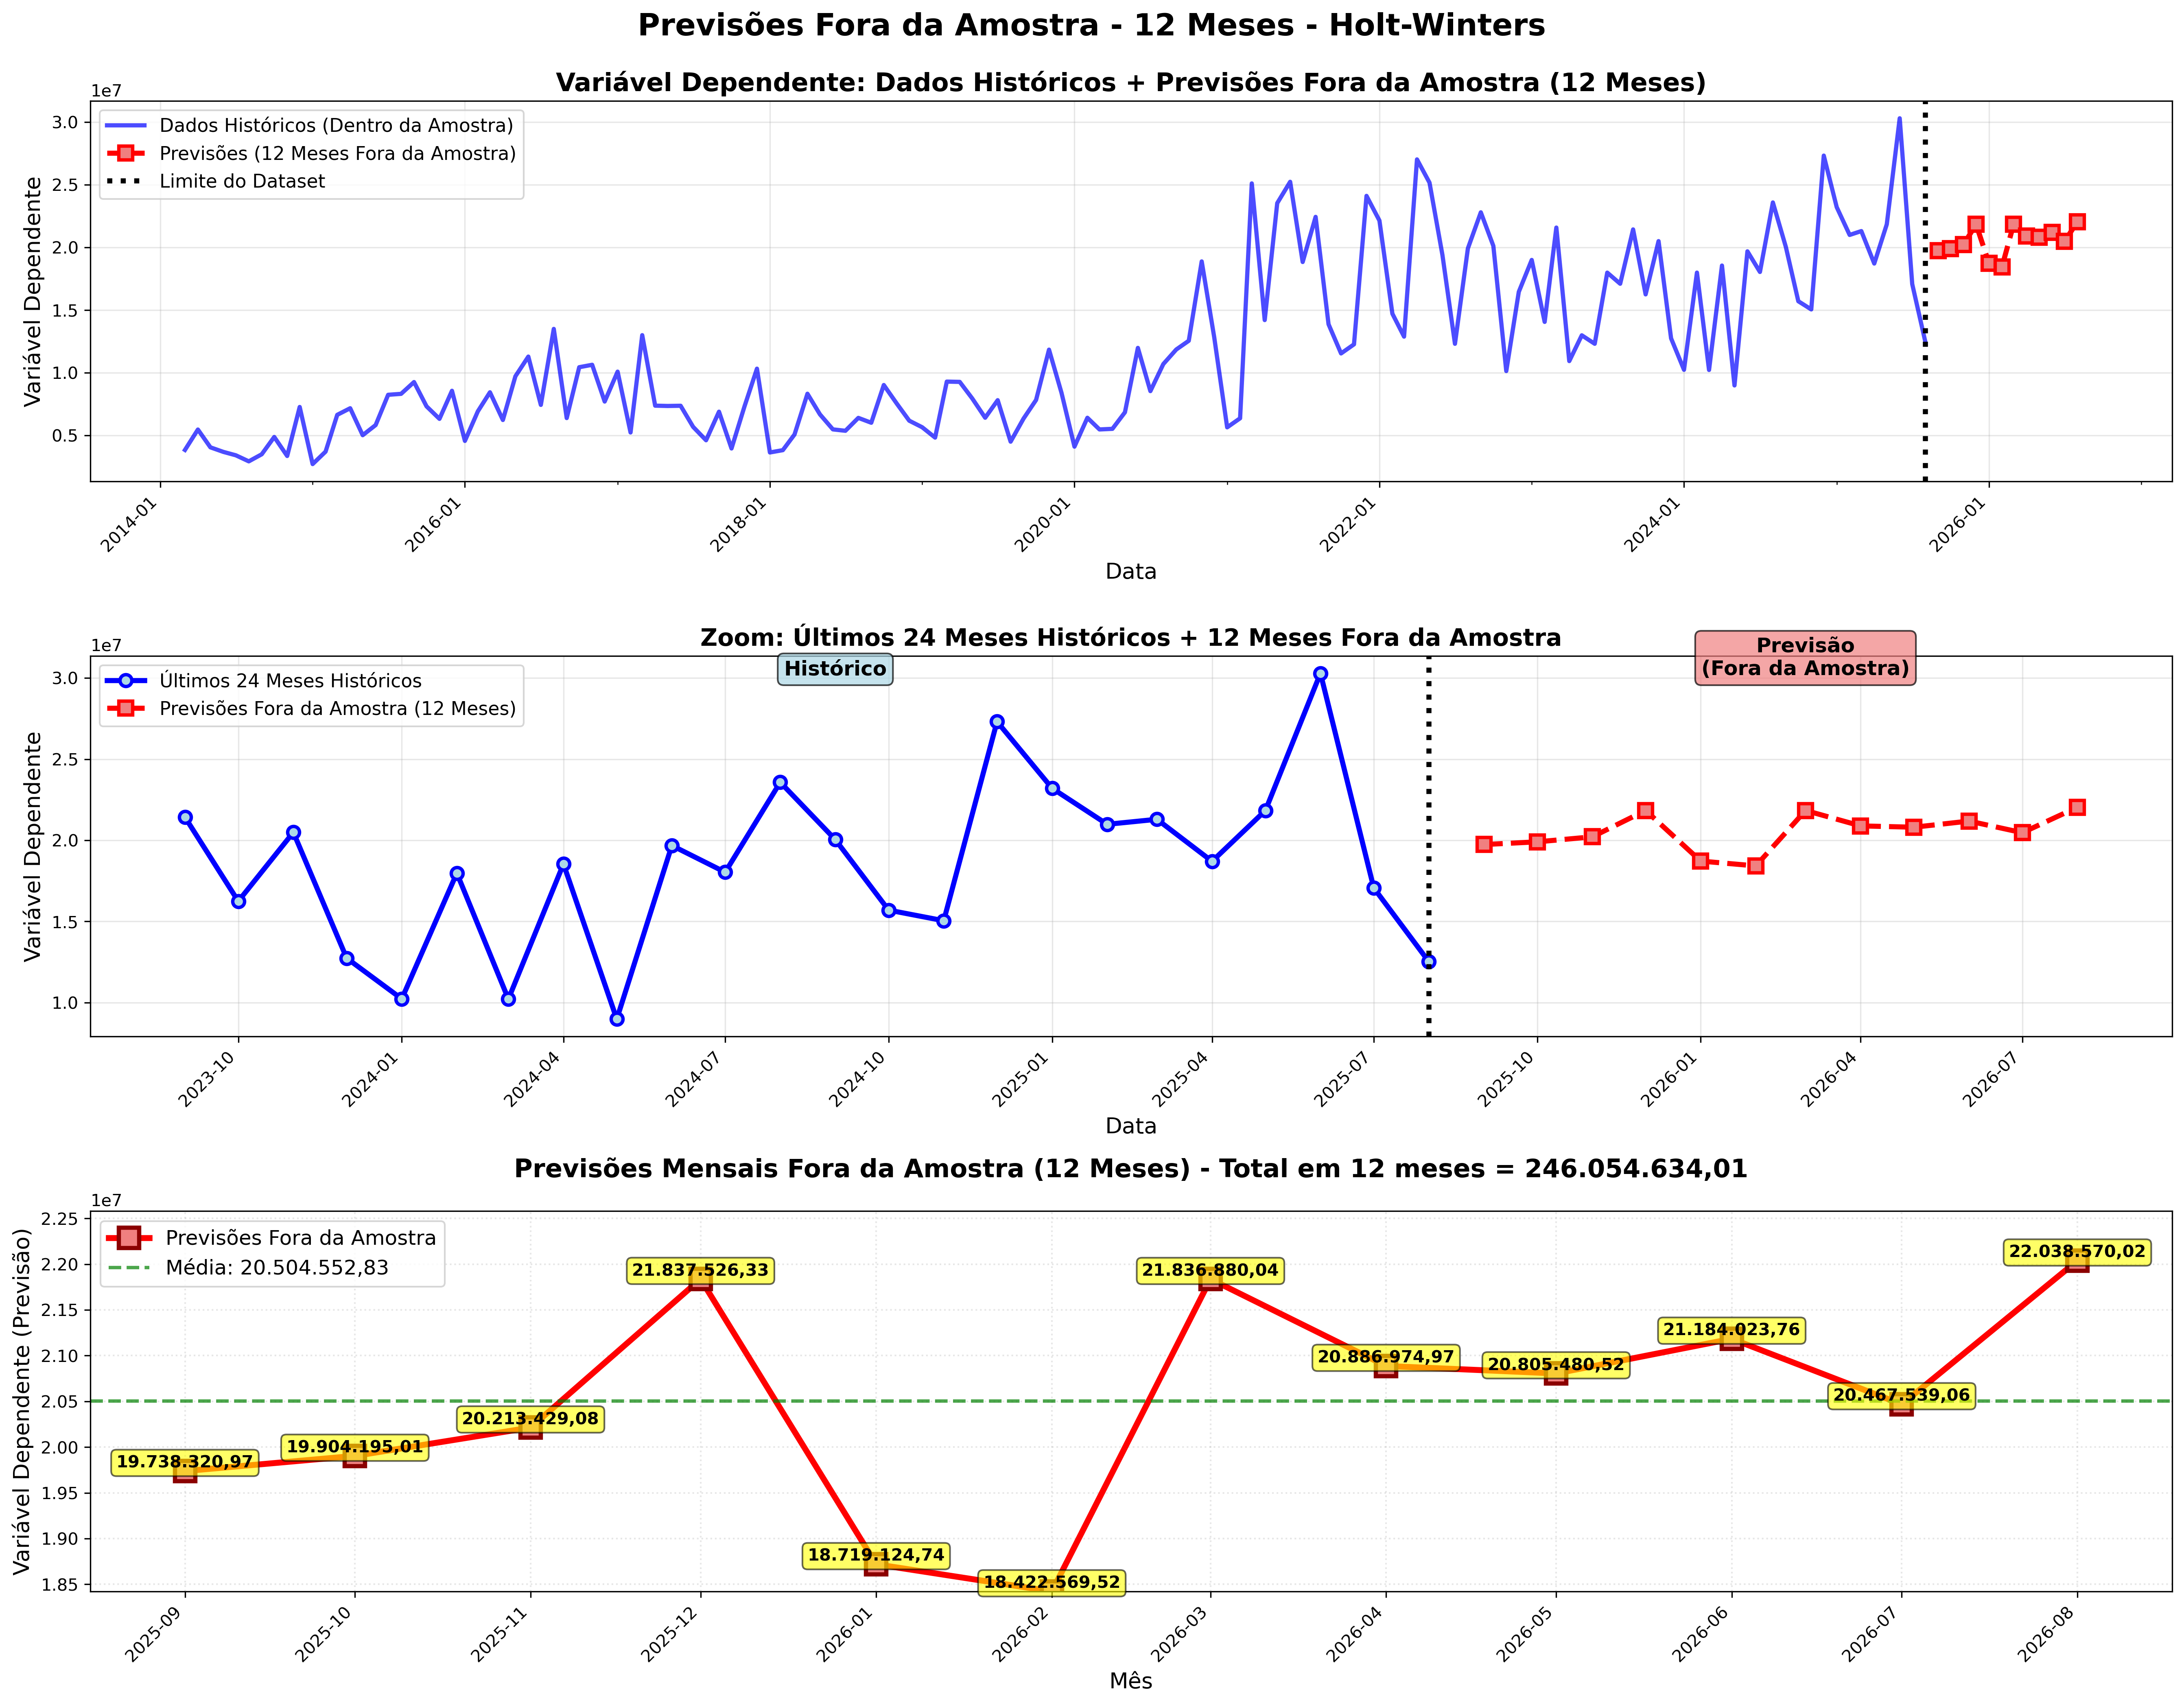 Previsões Fora da Amostra - 12 Meses - Holt-Winters
Variável Dependente: Dados Históricos + Previsões Fora da Amostra (12 Meses)
1e7
Dados Históricos (Dentro da Amostra)
Previsões (12 Meses Fora da Amostra)
Limite do Dataset
3.0
2.5
2.0
1.5
1.0
0.5
Variável Dependente
2014-01
2016-01
2018-01
2020-01
2022-01
2024-01
2026-01
Data
Zoom: Últimos 24 Meses Históricos + 12 Meses Fora da Amostra
1e7
Últimos 24 Meses Históricos
Previsões Fora da Amostra (12 Meses)
Histórico
Previsão
(Fora da Amostra)
3.0
2.5
2.0
1.5
1.0
Variável Dependente
2023-10
2024-01
2024-04
2024-07
2024-10
2025-01
2025-04
2025-07
2025-10
2026-01
2026-04
2026-07
Data
Previsões Mensais Fora da Amostra (12 Meses) - Total em 12 meses = 246.054.634,01
1e7
Previsões Fora da Amostra
Média: 20.504.552,83
2.25
2.20
2.15
2.10
2.05
2.00
1.95
1.90
1.85
Variável Dependente (Previsão)
19.738.320,97
19.904.195,01
20.213.429,08
21.837.526,33
18.719.124,74
18.422.569,52
21.836.880,04
20.886.974,97
20.805.480,52
21.184.023,76
20.467.539,06
22.038.570,02
2025-09
2025-10
2025-11
2025-12
2026-01
2026-02
2026-03
2026-04
2026-05
2026-06
2026-07
2026-08
Mês